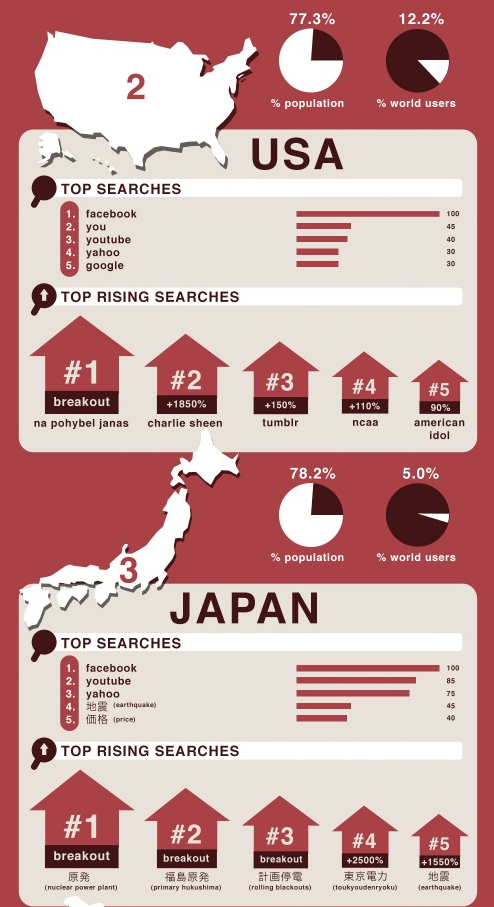 77.3%
12.2%
2
% population
% world users
USA
TOP SEARCHES
1. facebook 100
2. you 45
3. youtube 40
4. yahoo 30
5. google 30
TOP RISING SEARCHES
#1
breakout
na pohybel janas
#2
+1850%
charlie sheen
#3
+150%
tumblr
#4
+110%
ncaa
#5
90%
american
idol
78.2%
5.0%
% population
% world users
3
JAPAN
TOP SEARCHES
1. facebook 100
2. youtube 85
3. yahoo 75
4. 地震 (earthquake) 45
5. 価格 (price) 40
TOP RISING SEARCHES
#1
breakout
原発
(nuclear power plant)
#2
breakout
福島原発
(primary hukushima)
#3
breakout
計画停電
(rolling blackouts)
#4
+2500%
東京電力
(toukyoudenryoku)
#5
+1550%
地震
(earthquake)